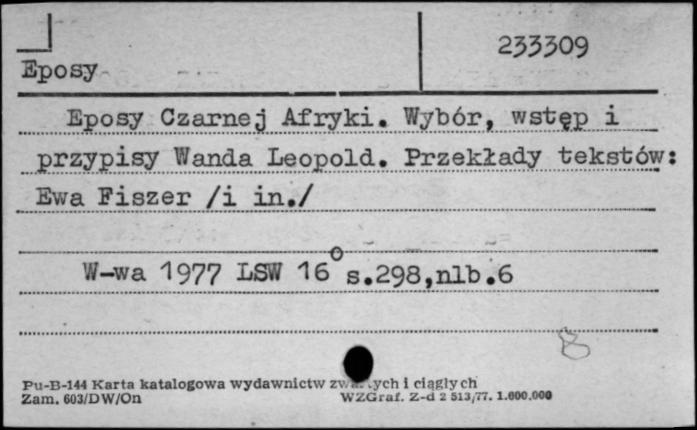 233309
Eposy
Eposy Czarnej Afryki. Wybór, wstęp i
przypisy Wanda Leopold. Przekłady tekstów:
Ewa Fiszer /i in./
W-wa 1977 LSW 16° s.298,nlb.6
Pu-B-144 Karta katalogowa wydawnictw i ciągłych
Zam. 603/DW/On WZGraf. Z-d 2 513/77. 1.000.000